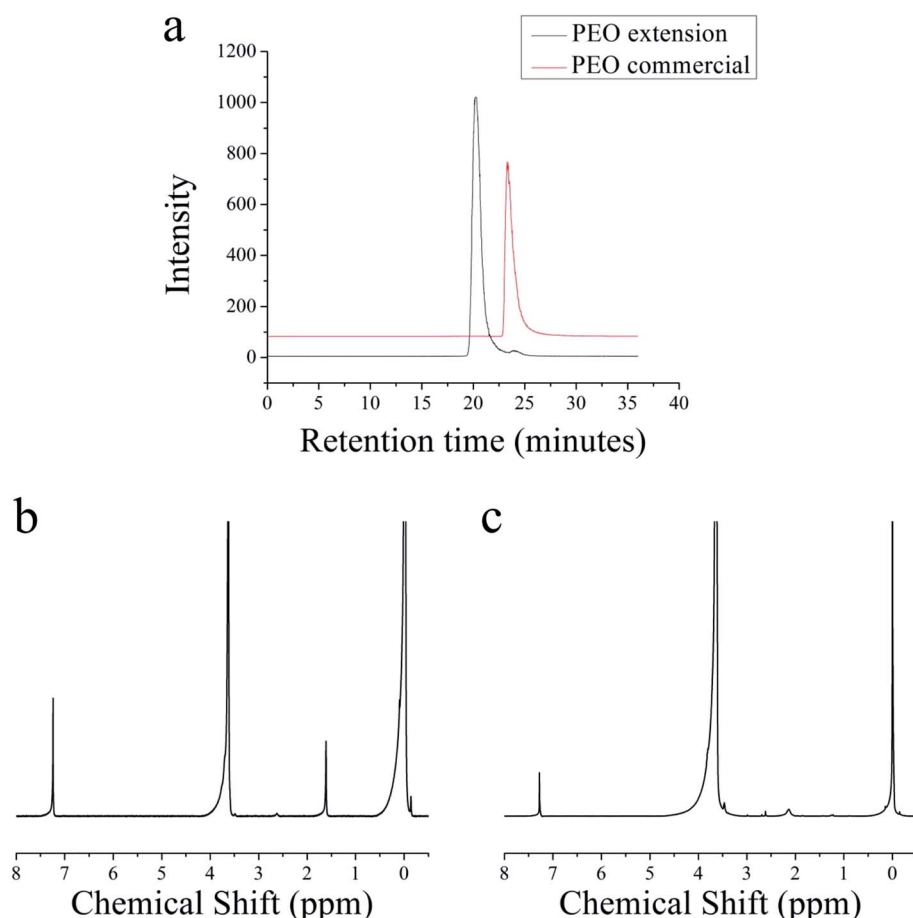 a
PEO extension
PEO commercial
1200
1000
800
600
400
200
0
Intensity
0 5 10 15 20 25 30 35 40
Retention time (minutes)
b
c
8 7 6 5 4 3 2 1 0
8 7 6 5 4 3 2 1 0
Chemical Shift (ppm)
Chemical Shift (ppm)